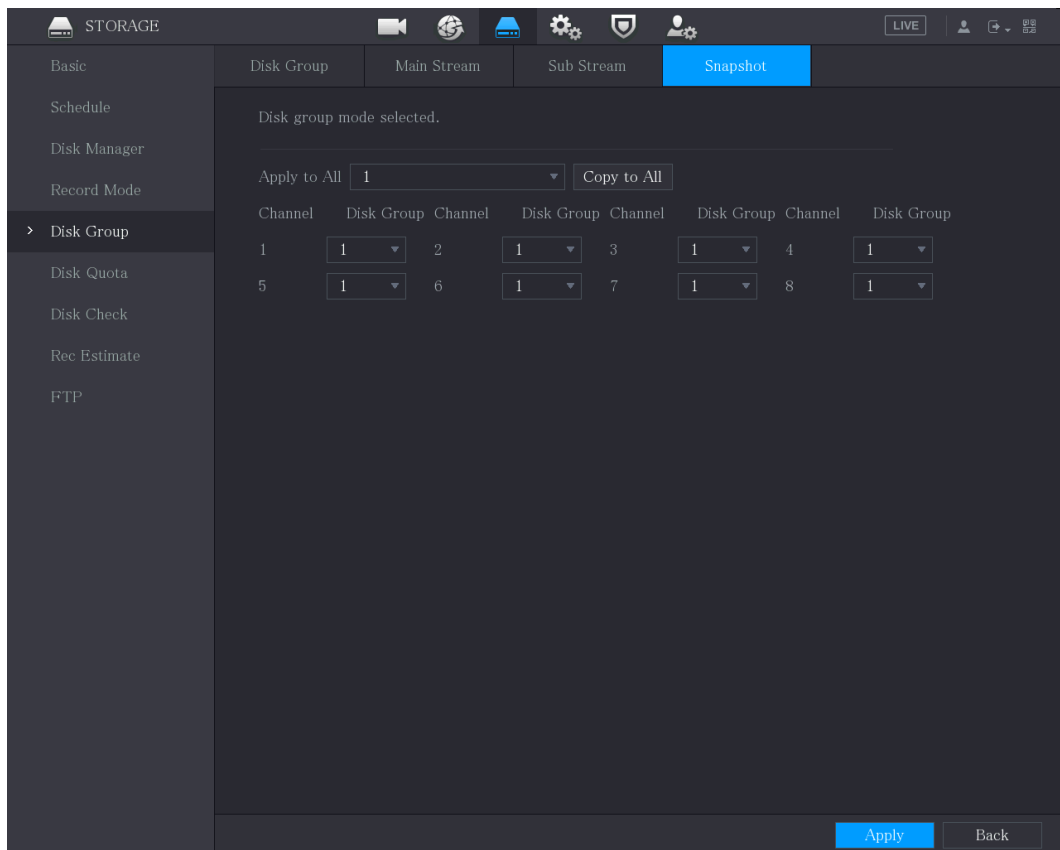 STORAGE LIVE
Basic
Schedule
Disk Manager
Record Mode
Disk Group
Disk Quota
Disk Check
Rec Estimate
FTP
Disk Group Main Stream Sub Stream Snapshot
Disk group mode selected.
Apply to All 1 Copy to All
Channel Disk Group Channel Disk Group Channel Disk Group Channel Disk Group
1 1 2 1 3 1 4 1
5 1 6 1 7 1 8 1
Apply Back